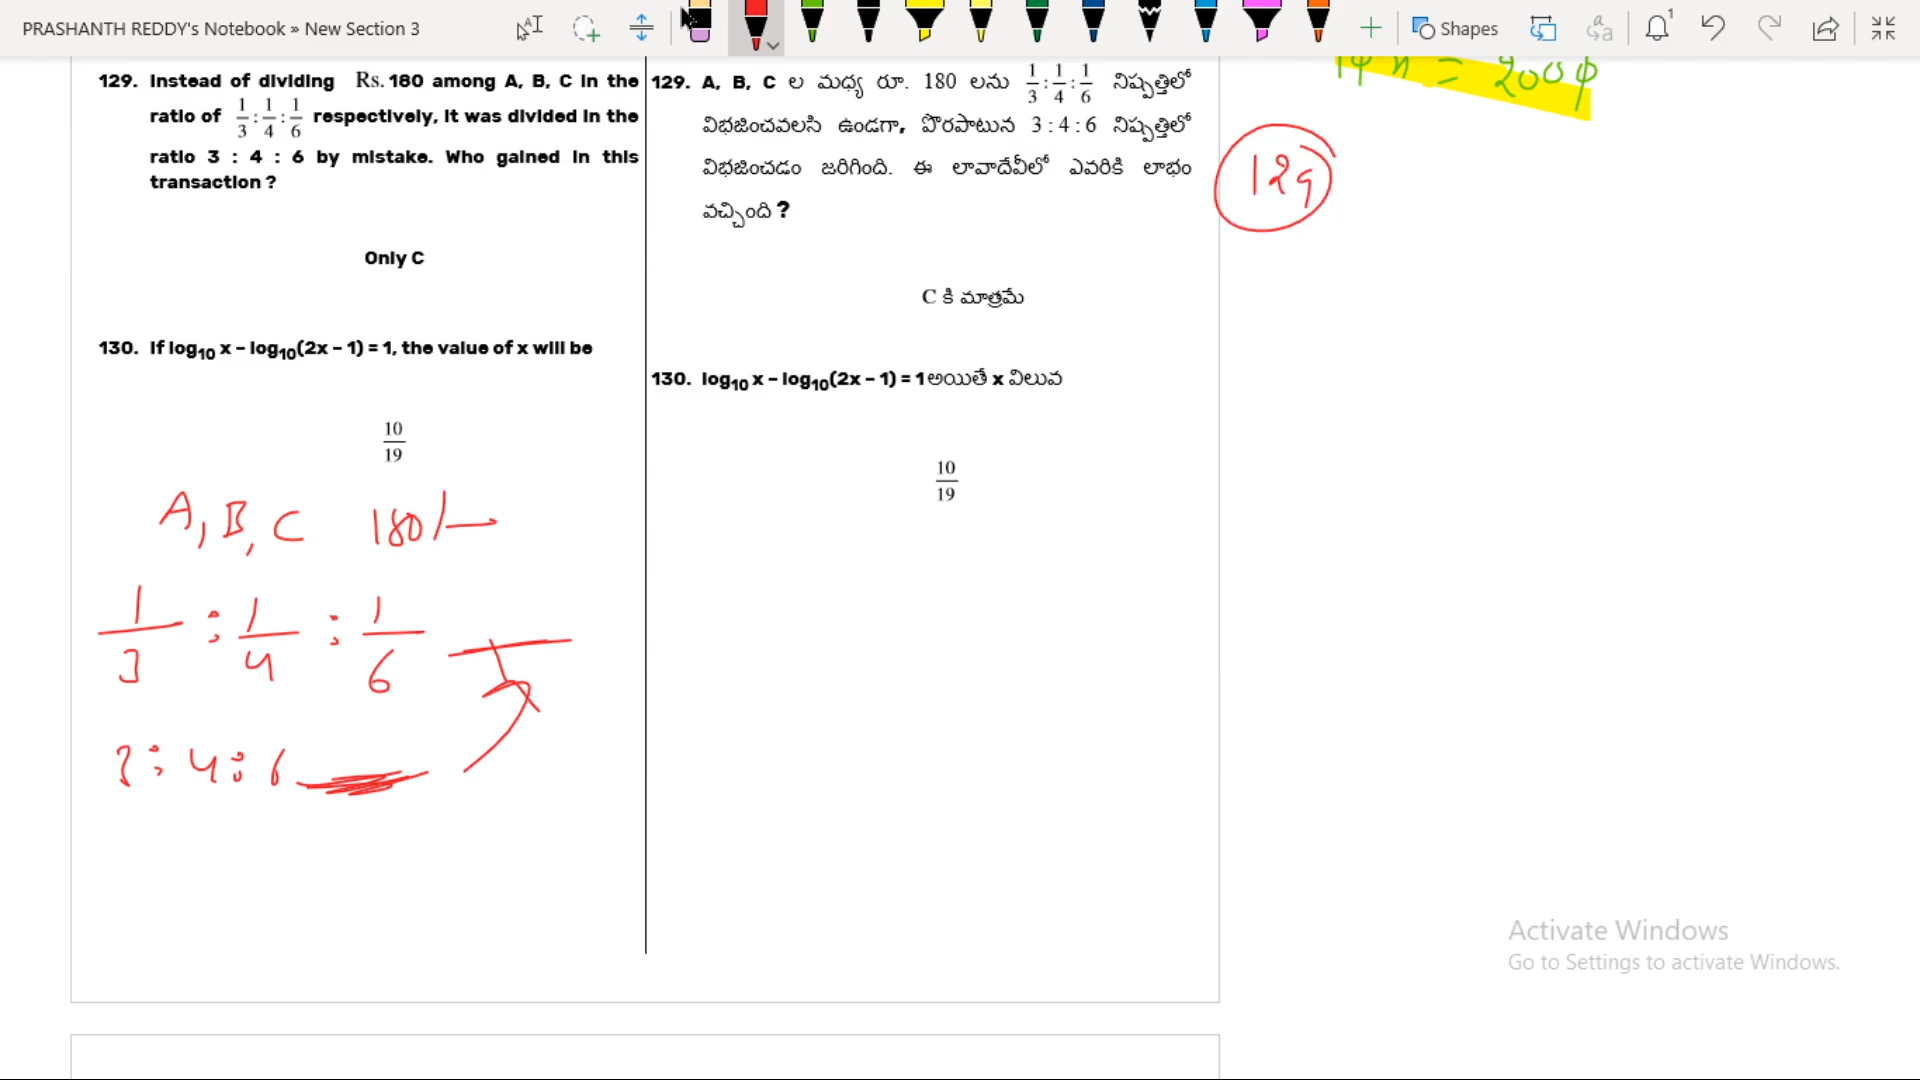 PRASHANTH REDDY's Notebook » New Section 3
Shapes
129. Instead of dividing Rs. 180 among A, B, C in the
ratio of 1/3 : 1/4 : 1/6 respectively, it was divided in the
ratio 3 : 4 : 6 by mistake. Who gained in this
transaction ?
Only C
130. If log10 x – log10(2x – 1) = 1, the value of x will be
10/19
A, B, C 180/-
1/3 : 1/4 : 1/6
3 : 4 : 6
129. A, B, C ల మధ్య రూ. 180 లను 1/3 : 1/4 : 1/6 నిష్పత్తిలో
విభజించవలసి ఉండగా, పొరపాటున 3 : 4 : 6 నిష్పత్తిలో
విభజించడం జరిగింది. ఈ లావాదేవీలో ఎవరికి లాభం
వచ్చింది ?
C కి మాత్రమే
130. log10 x – log10(2x – 1) = 1 అయితే x విలువ
10/19
129
Activate Windows
Go to Settings to activate Windows.